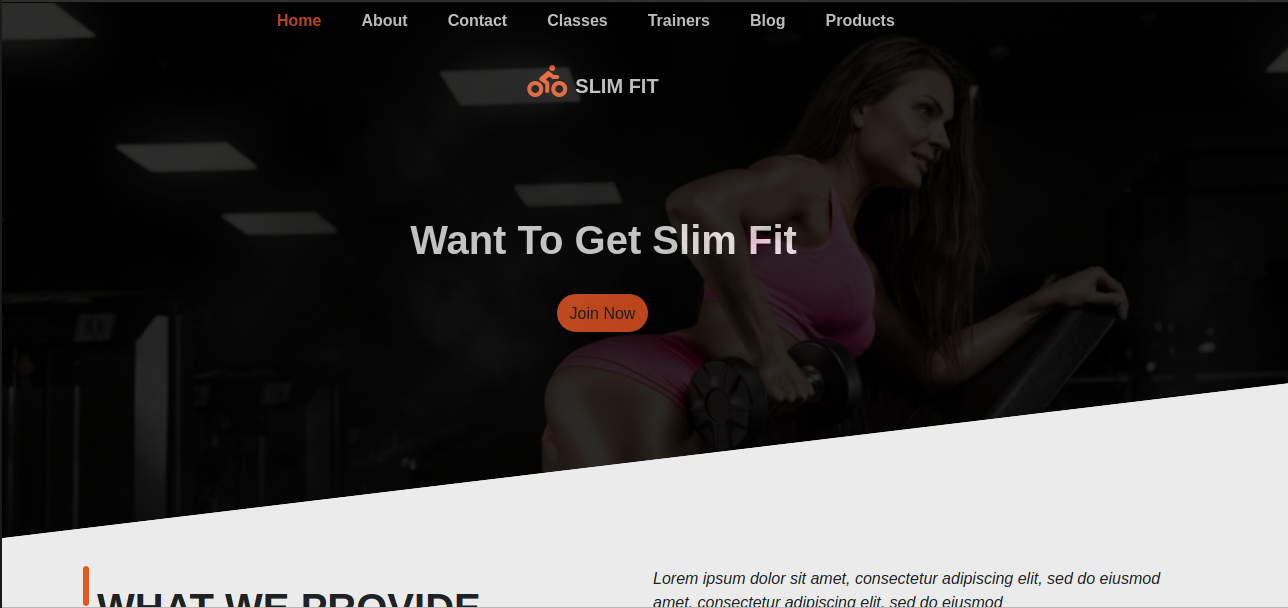 Home About Contact Classes Trainers Blog Products
SLIM FIT
Want To Get Slim Fit
Join Now
WHAT WE PROVIDE
Lorem ipsum dolor sit amet, consectetur adipiscing elit, sed do eiusmod
amet, consectetur adipiscing elit, sed do eiusmod